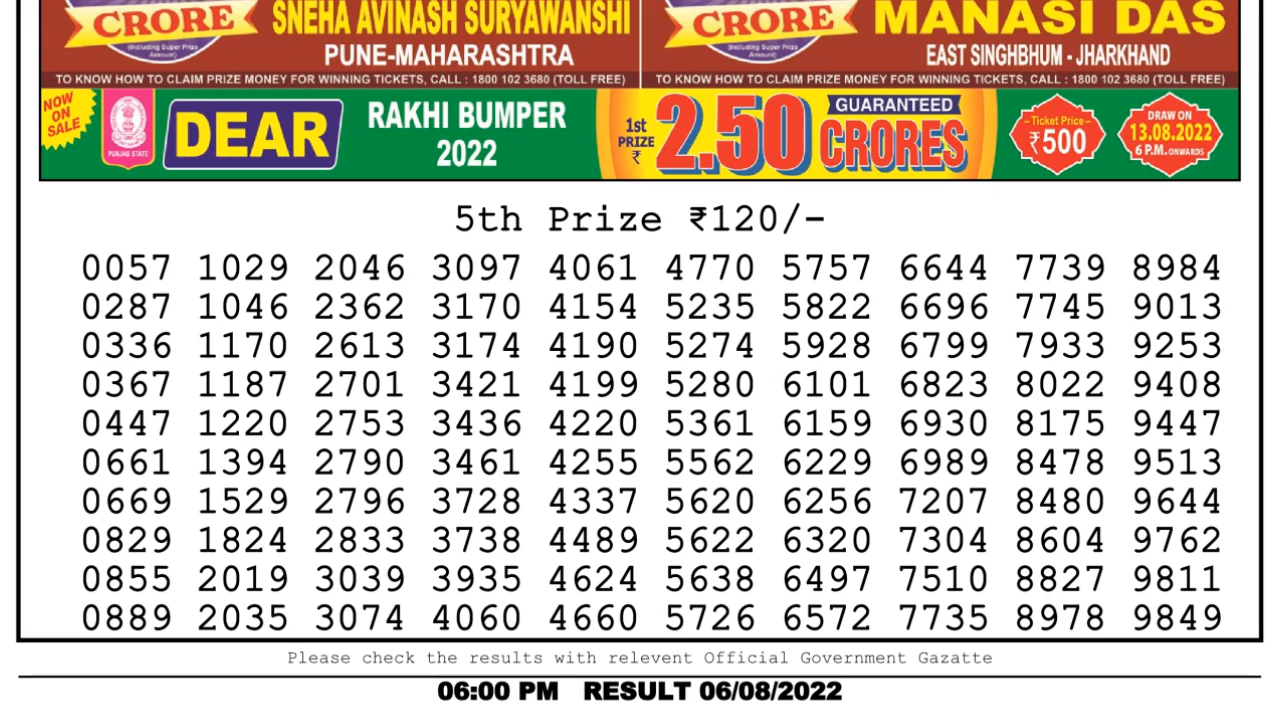 CRORE
(Including Super Prize Amount)
SNEHA AVINASH SURYAWANSHI
PUNE-MAHARASHTRA
TO KNOW HOW TO CLAIM PRIZE MONEY FOR WINNING TICKETS, CALL : 1800 102 3680 (TOLL FREE)
CRORE
(Including Super Prize Amount)
MANASI DAS
EAST SINGHBHUM - JHARKHAND
TO KNOW HOW TO CLAIM PRIZE MONEY FOR WINNING TICKETS, CALL : 1800 102 3680 (TOLL FREE)
NOW
ON
SALE
PUNJAB STATE
DEAR
RAKHI BUMPER
2022
1st
PRIZE
₹
2.50
GUARANTEED
CRORES
Ticket Price
₹500
DRAW ON
13.08.2022
6 P.M. ONWARDS
5th Prize ₹120/-
0057 1029 2046 3097 4061 4770 5757 6644 7739 8984
0287 1046 2362 3170 4154 5235 5822 6696 7745 9013
0336 1170 2613 3174 4190 5274 5928 6799 7933 9253
0367 1187 2701 3421 4199 5280 6101 6823 8022 9408
0447 1220 2753 3436 4220 5361 6159 6930 8175 9447
0661 1394 2790 3461 4255 5562 6229 6989 8478 9513
0669 1529 2796 3728 4337 5620 6256 7207 8480 9644
0829 1824 2833 3738 4489 5622 6320 7304 8604 9762
0855 2019 3039 3935 4624 5638 6497 7510 8827 9811
0889 2035 3074 4060 4660 5726 6572 7735 8978 9849
Please check the results with relevent Official Government Gazatte
06:00 PM RESULT 06/08/2022